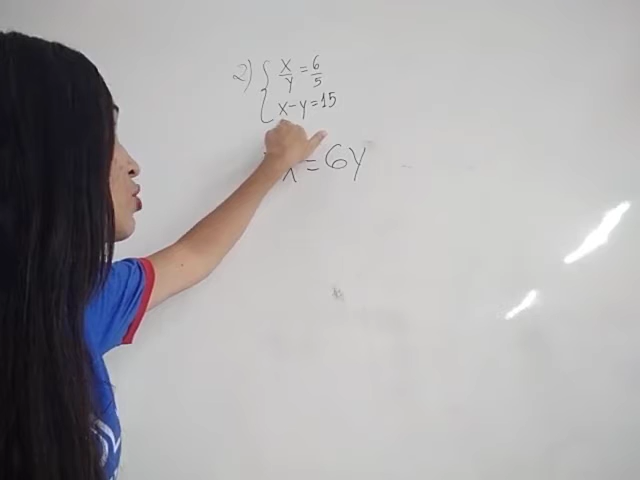 2) { x/y = 6/5
x - y = 15
x = 6y